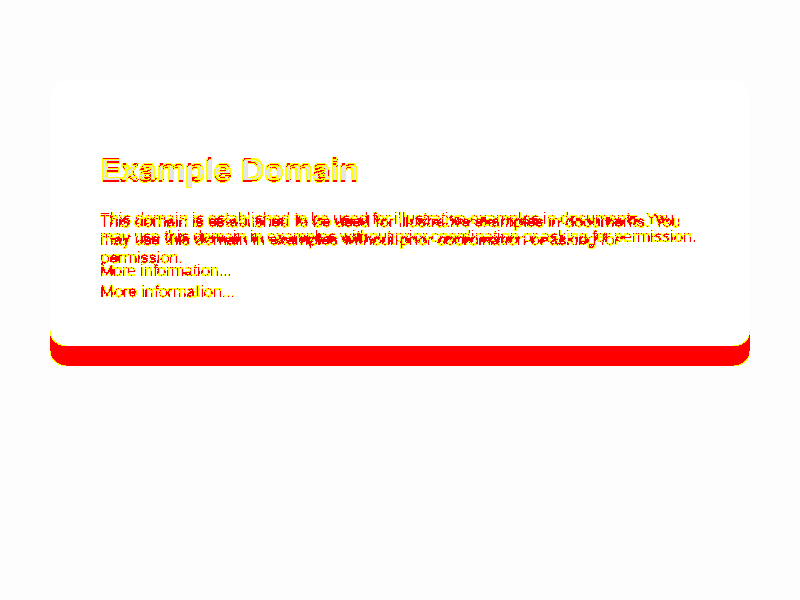 Example Domain
This domain is established to be used for illustrative examples in documents. You
may use this domain in examples without prior coordination or asking for permission.
permission.
More information...
More information...